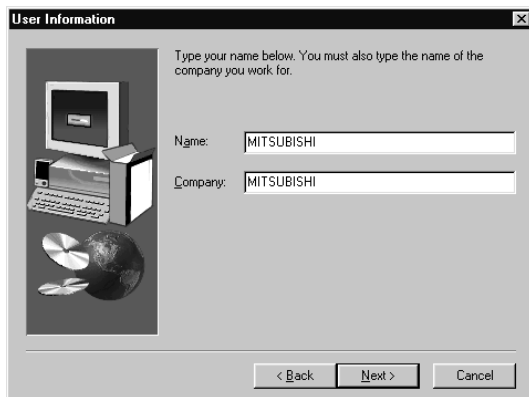 User Information
Type your name below. You must also type the name of the
company you work for.
Name: MITSUBISHI
Company: MITSUBISHI
< Back Next > Cancel